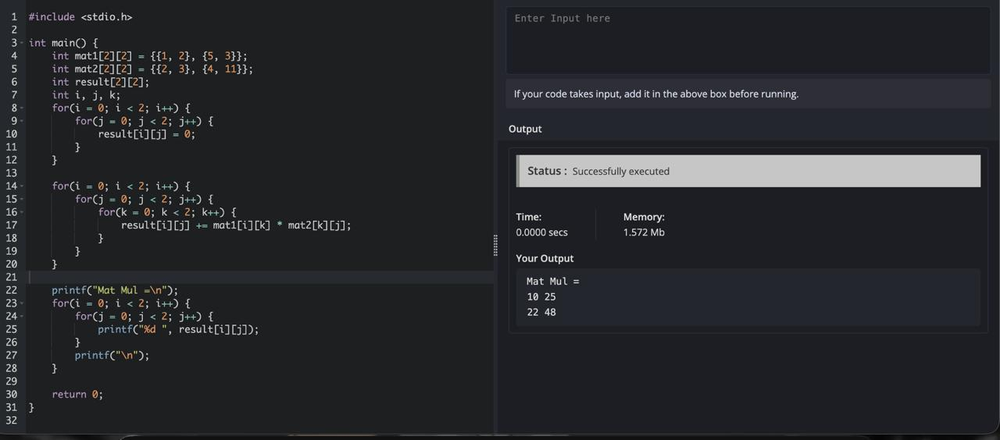 1 #include <stdio.h>
2
3 int main() {
4     int mat1[2][2] = {{1, 2}, {5, 3}};
5     int mat2[2][2] = {{2, 3}, {4, 11}};
6     int result[2][2];
7     int i, j, k;
8     for(i = 0; i < 2; i++) {
9         for(j = 0; j < 2; j++) {
10             result[i][j] = 0;
11         }
12     }
13
14     for(i = 0; i < 2; i++) {
15         for(j = 0; j < 2; j++) {
16             for(k = 0; k < 2; k++) {
17                 result[i][j] += mat1[i][k] * mat2[k][j];
18             }
19         }
20     }
21
22     printf("Mat Mul =\n");
23     for(i = 0; i < 2; i++) {
24         for(j = 0; j < 2; j++) {
25             printf("%d ", result[i][j]);
26         }
27         printf("\n");
28     }
29
30     return 0;
31 }
32
Enter Input here
If your code takes input, add it in the above box before running.
Output
Status : Successfully executed
Time: Memory:
0.0000 secs 1.572 Mb
Your Output
Mat Mul =
10 25
22 48